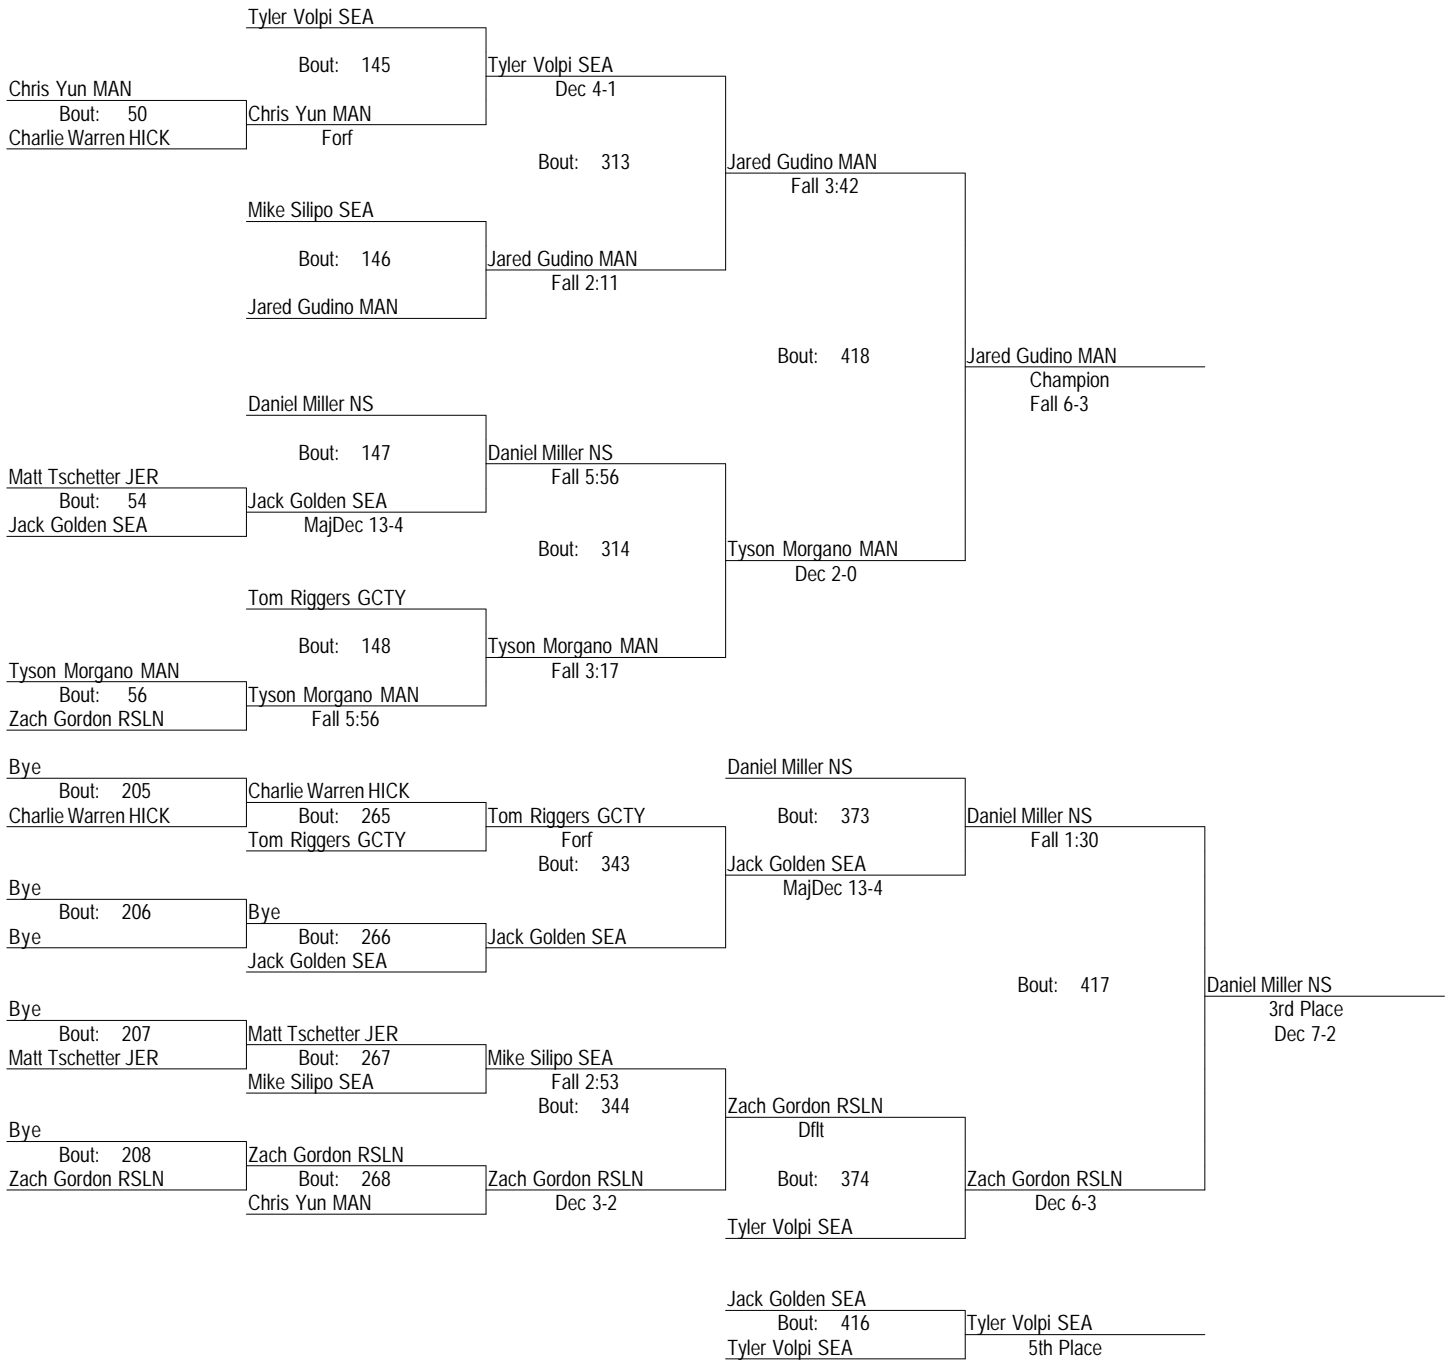 Tyler Volpi SEA
Bout: 145
Tyler Volpi SEA
Dec 4-1
Chris Yun MAN
Bout: 50
Chris Yun MAN
Charlie Warren HICK
Forf
Bout: 313
Jared Gudino MAN
Fall 3:42
Mike Silipo SEA
Bout: 146
Jared Gudino MAN
Fall 2:11
Jared Gudino MAN
Bout: 418
Jared Gudino MAN
Champion
Fall 6-3
Daniel Miller NS
Bout: 147
Daniel Miller NS
Fall 5:56
Matt Tschetter JER
Bout: 54
Jack Golden SEA
Jack Golden SEA
MajDec 13-4
Bout: 314
Tyson Morgano MAN
Dec 2-0
Tom Riggers GCTY
Bout: 148
Tyson Morgano MAN
Fall 3:17
Tyson Morgano MAN
Bout: 56
Tyson Morgano MAN
Zach Gordon RSLN
Fall 5:56
Bye
Daniel Miller NS
Bout: 205
Charlie Warren HICK
Charlie Warren HICK
Bout: 265
Tom Riggers GCTY
Bout: 373
Daniel Miller NS
Tom Riggers GCTY
Forf
Fall 1:30
Bout: 343
Jack Golden SEA
Bye
MajDec 13-4
Bout: 206
Bye
Bye
Bout: 266
Jack Golden SEA
Jack Golden SEA
Bout: 417
Daniel Miller NS
3rd Place
Dec 7-2
Bye
Bout: 207
Matt Tschetter JER
Matt Tschetter JER
Bout: 267
Mike Silipo SEA
Mike Silipo SEA
Fall 2:53
Bout: 344
Zach Gordon RSLN
Dflt
Bye
Bout: 208
Zach Gordon RSLN
Zach Gordon RSLN
Bout: 268
Zach Gordon RSLN
Bout: 374
Zach Gordon RSLN
Chris Yun MAN
Dec 3-2
Dec 6-3
Tyler Volpi SEA
Jack Golden SEA
Bout: 416
Tyler Volpi SEA
Tyler Volpi SEA
5th Place